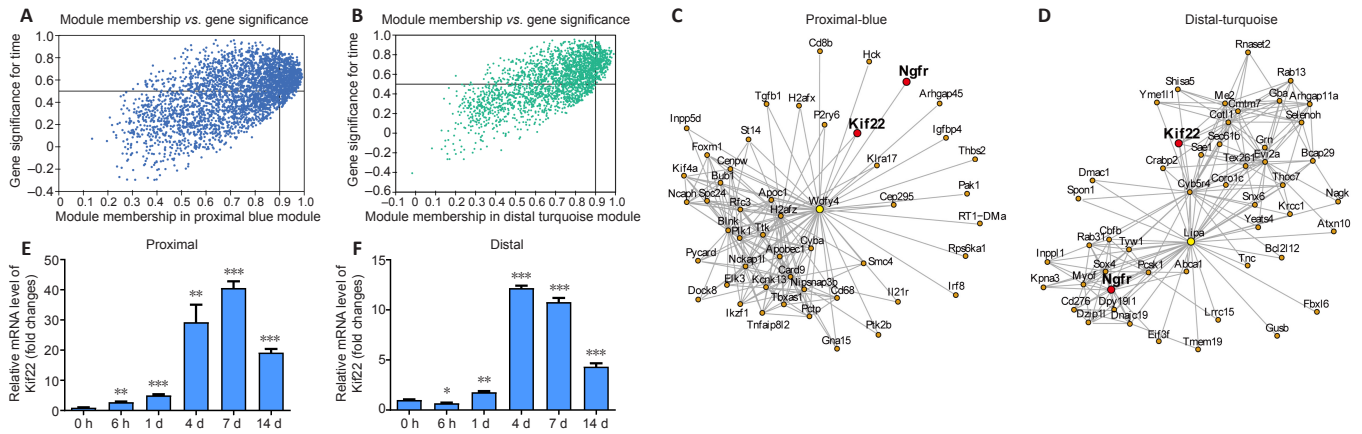 A
Module membership vs. gene significance
Gene significance for time
1.0
0.8
0.6
0.4
0.2
0
−0.2
−0.4
0 0.1 0.2 0.3 0.4 0.5 0.6 0.7 0.8 0.9 1.0
Module membership in proximal blue module
B
Module membership vs. gene significance
Gene significance for time
1.0
0.8
0.6
0.4
0.2
0
−0.2
−0.4
−0.6
0 0.1 0.2 0.3 0.4 0.5 0.6 0.7 0.8 0.9 1.0
Module membership in distal turquoise module
C
Proximal-blue
Cd8b
Hck
Ngfr
Tgfb1
H2afx
Arhgap45
P2ry6
Kif22
Inpp5d
St14
Igfbp4
Foxm1
Cenpw
Klra17
Thbs2
Kif4a
Bub1
Ncaph
Spc24
Apoc1
Pak1
Rfc3
H2afz
Wdfy4
Cep295
Blnk
Plk1
Ttk
RT1−DMa
Pycard
Apobec1
Cyba
Rps6ka1
Nckap1l
Card9
Smc4
Dock8
Elk3
Kcnk13
Nipsnap3b
Irf8
Ikzf1
Tbxas1
Cd68
Il21r
Tnfaip8l2
Pctp
Ptk2b
Gna15
D
Distal-turquoise
Rnaset2
Shisa5
Rab13
Yme1l1
Me2
Gba
Arhgap11a
Cmtm7
Cotl1
Selenoh
Kif22
Sec61b
Grn
Sae1
Evi2a
Crabp2
Tex261
Bcap29
Dmac1
Coro1c
Thoc7
Spon1
Cyb5r4
Snx6
Nagk
Krcc1
Yeats4
Atxn10
Cbfb
Lipa
Rab31
Tyw1
Bcl2l12
Inppl1
Sox4
Pcsk1
Abca1
Tnc
Kpna3
Myof
Ngfr
Cd276
Dpy19l1
Fbxl6
Dzip1l
Dnajc19
Lrrc15
Eif3f
Gusb
Tmem19
E
Proximal
Relative mRNA level of
Kif22 (fold changes)
50
40
30
20
10
0
** *** ** *** ***
0 h 6 h 1 d 4 d 7 d 14 d
F
Distal
Relative mRNA level of
Kif22 (fold changes)
15
10
5
0
* ** *** *** ***
0 h 6 h 1 d 4 d 7 d 14 d